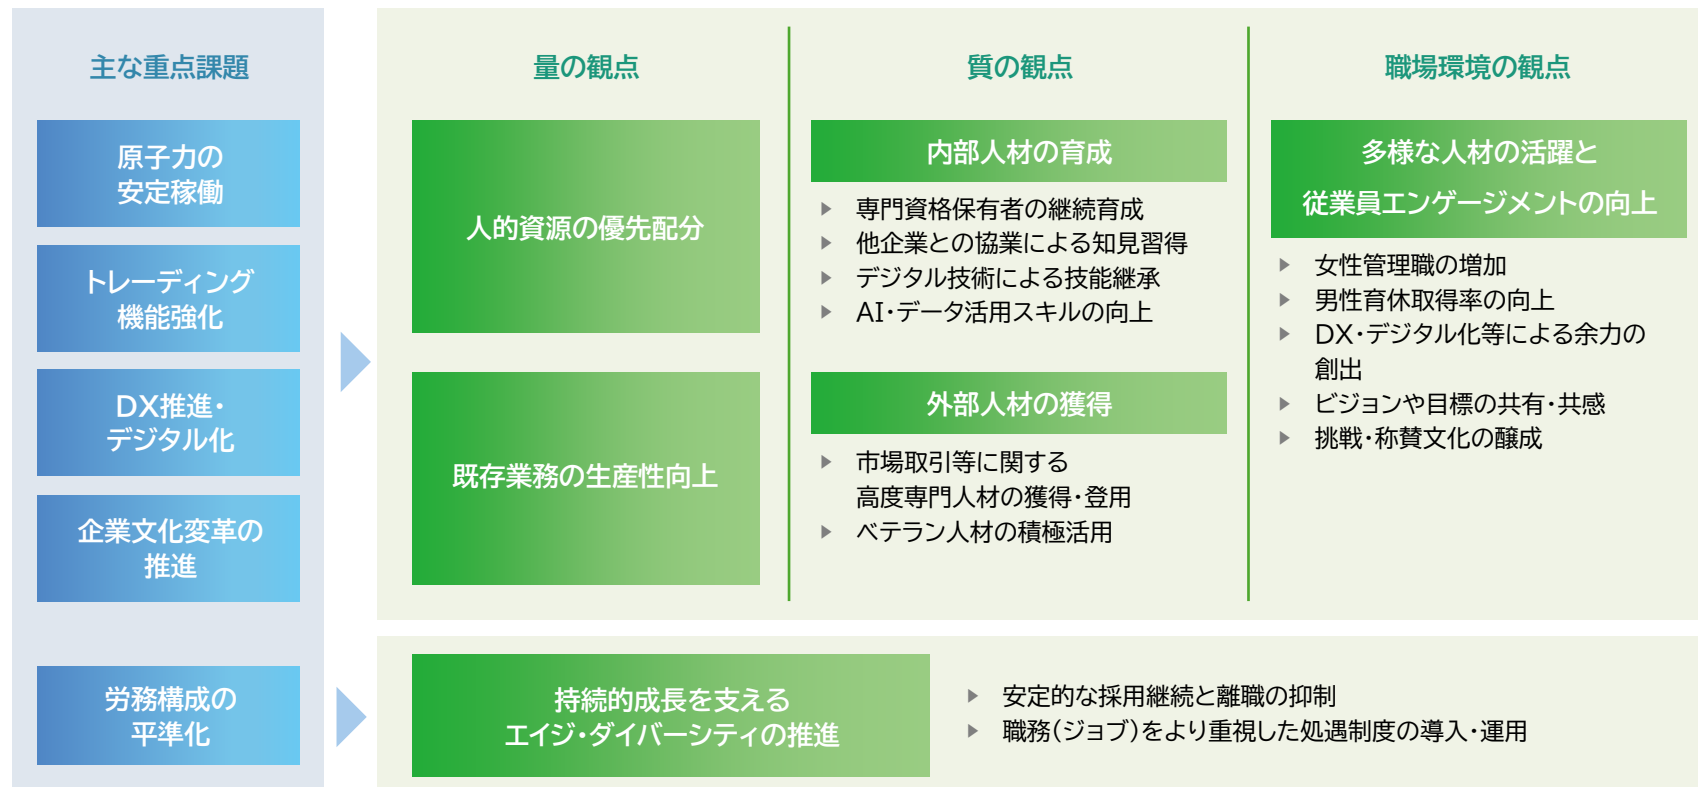 主な重点課題
原子力の
安定稼働
トレーディング
機能強化
DX推進・
デジタル化
企業文化変革の
推進
労務構成の
平準化
量の観点
人的資源の優先配分
既存業務の生産性向上
質の観点
内部人材の育成
専門資格保有者の継続育成
他企業との協業による知見習得
デジタル技術による技能継承
AI・データ活用スキルの向上
外部人材の獲得
市場取引等に関する
高度専門人材の獲得・登用
ベテラン人材の積極活用
職場環境の観点
多様な人材の活躍と
従業員エンゲージメントの向上
女性管理職の増加
男性育休取得率の向上
DX・デジタル化等による余力の
創出
ビジョンや目標の共有・共感
挑戦・称賛文化の醸成
持続的成長を支える
エイジ・ダイバーシティの推進
安定的な採用継続と離職の抑制
職務(ジョブ)をより重視した処遇制度の導入・運用